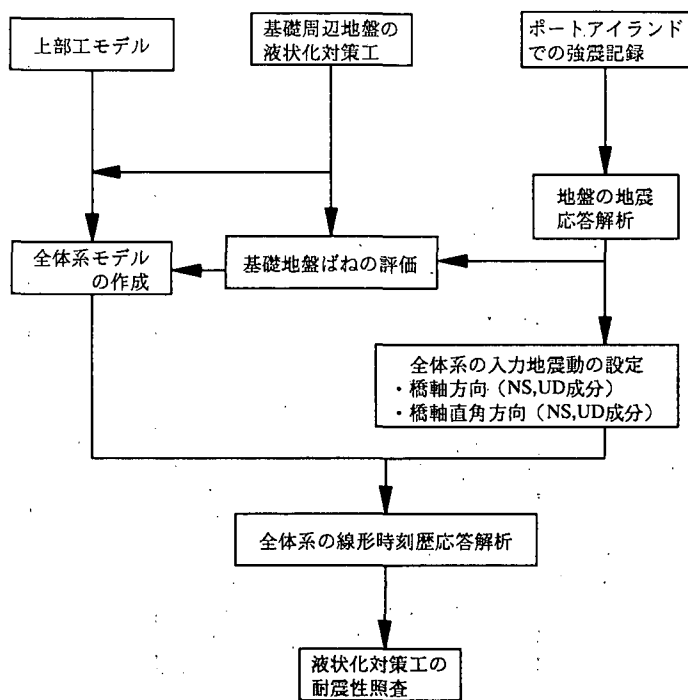 上部工モデル
基礎周辺地盤の
液状化対策工
ポートアイランド
での強震記録
地盤の地震
応答解析
全体系モデル
の作成
基礎地盤ばねの評価
全体系の入力地震動の設定
・橋軸方向（NS,UD成分）
・橋軸直角方向（NS,UD成分）
全体系の線形時刻歴応答解析
液状化対策工の
耐震性照査